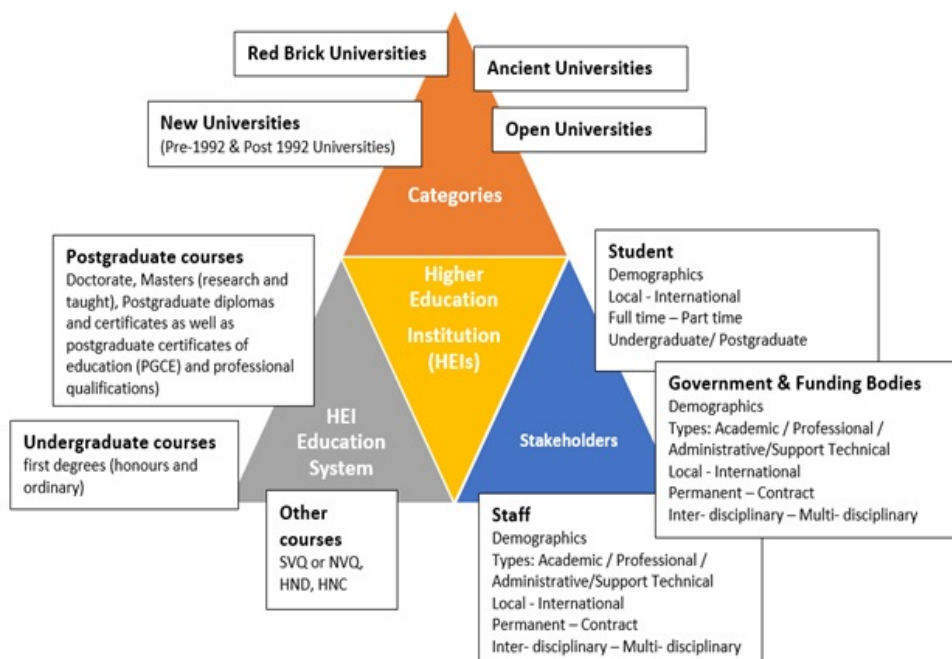 Red Brick Universities
Ancient Universities
New Universities
(Pre-1992 & Post 1992 Universities)
Open Universities
Categories
Postgraduate courses
Doctorate, Masters (research and
taught), Postgraduate diplomas
and certificates as well as
postgraduate certificates of
education (PGCE) and professional
qualifications)
Higher
Education
Institution
(HEIs)
Student
Demographics
Local - International
Full time – Part time
Undergraduate/ Postgraduate
Government & Funding Bodies
Demographics
Types: Academic / Professional /
Administrative/Support Technical
Local - International
Permanent – Contract
Inter- disciplinary – Multi- disciplinary
Undergraduate courses
first degrees (honours and
ordinary)
HEI
Education
System
Stakeholders
Other
courses
SVQ or NVQ,
HND, HNC
Staff
Demographics
Types: Academic / Professional /
Administrative/Support Technical
Local - International
Permanent – Contract
Inter- disciplinary – Multi- disciplinary